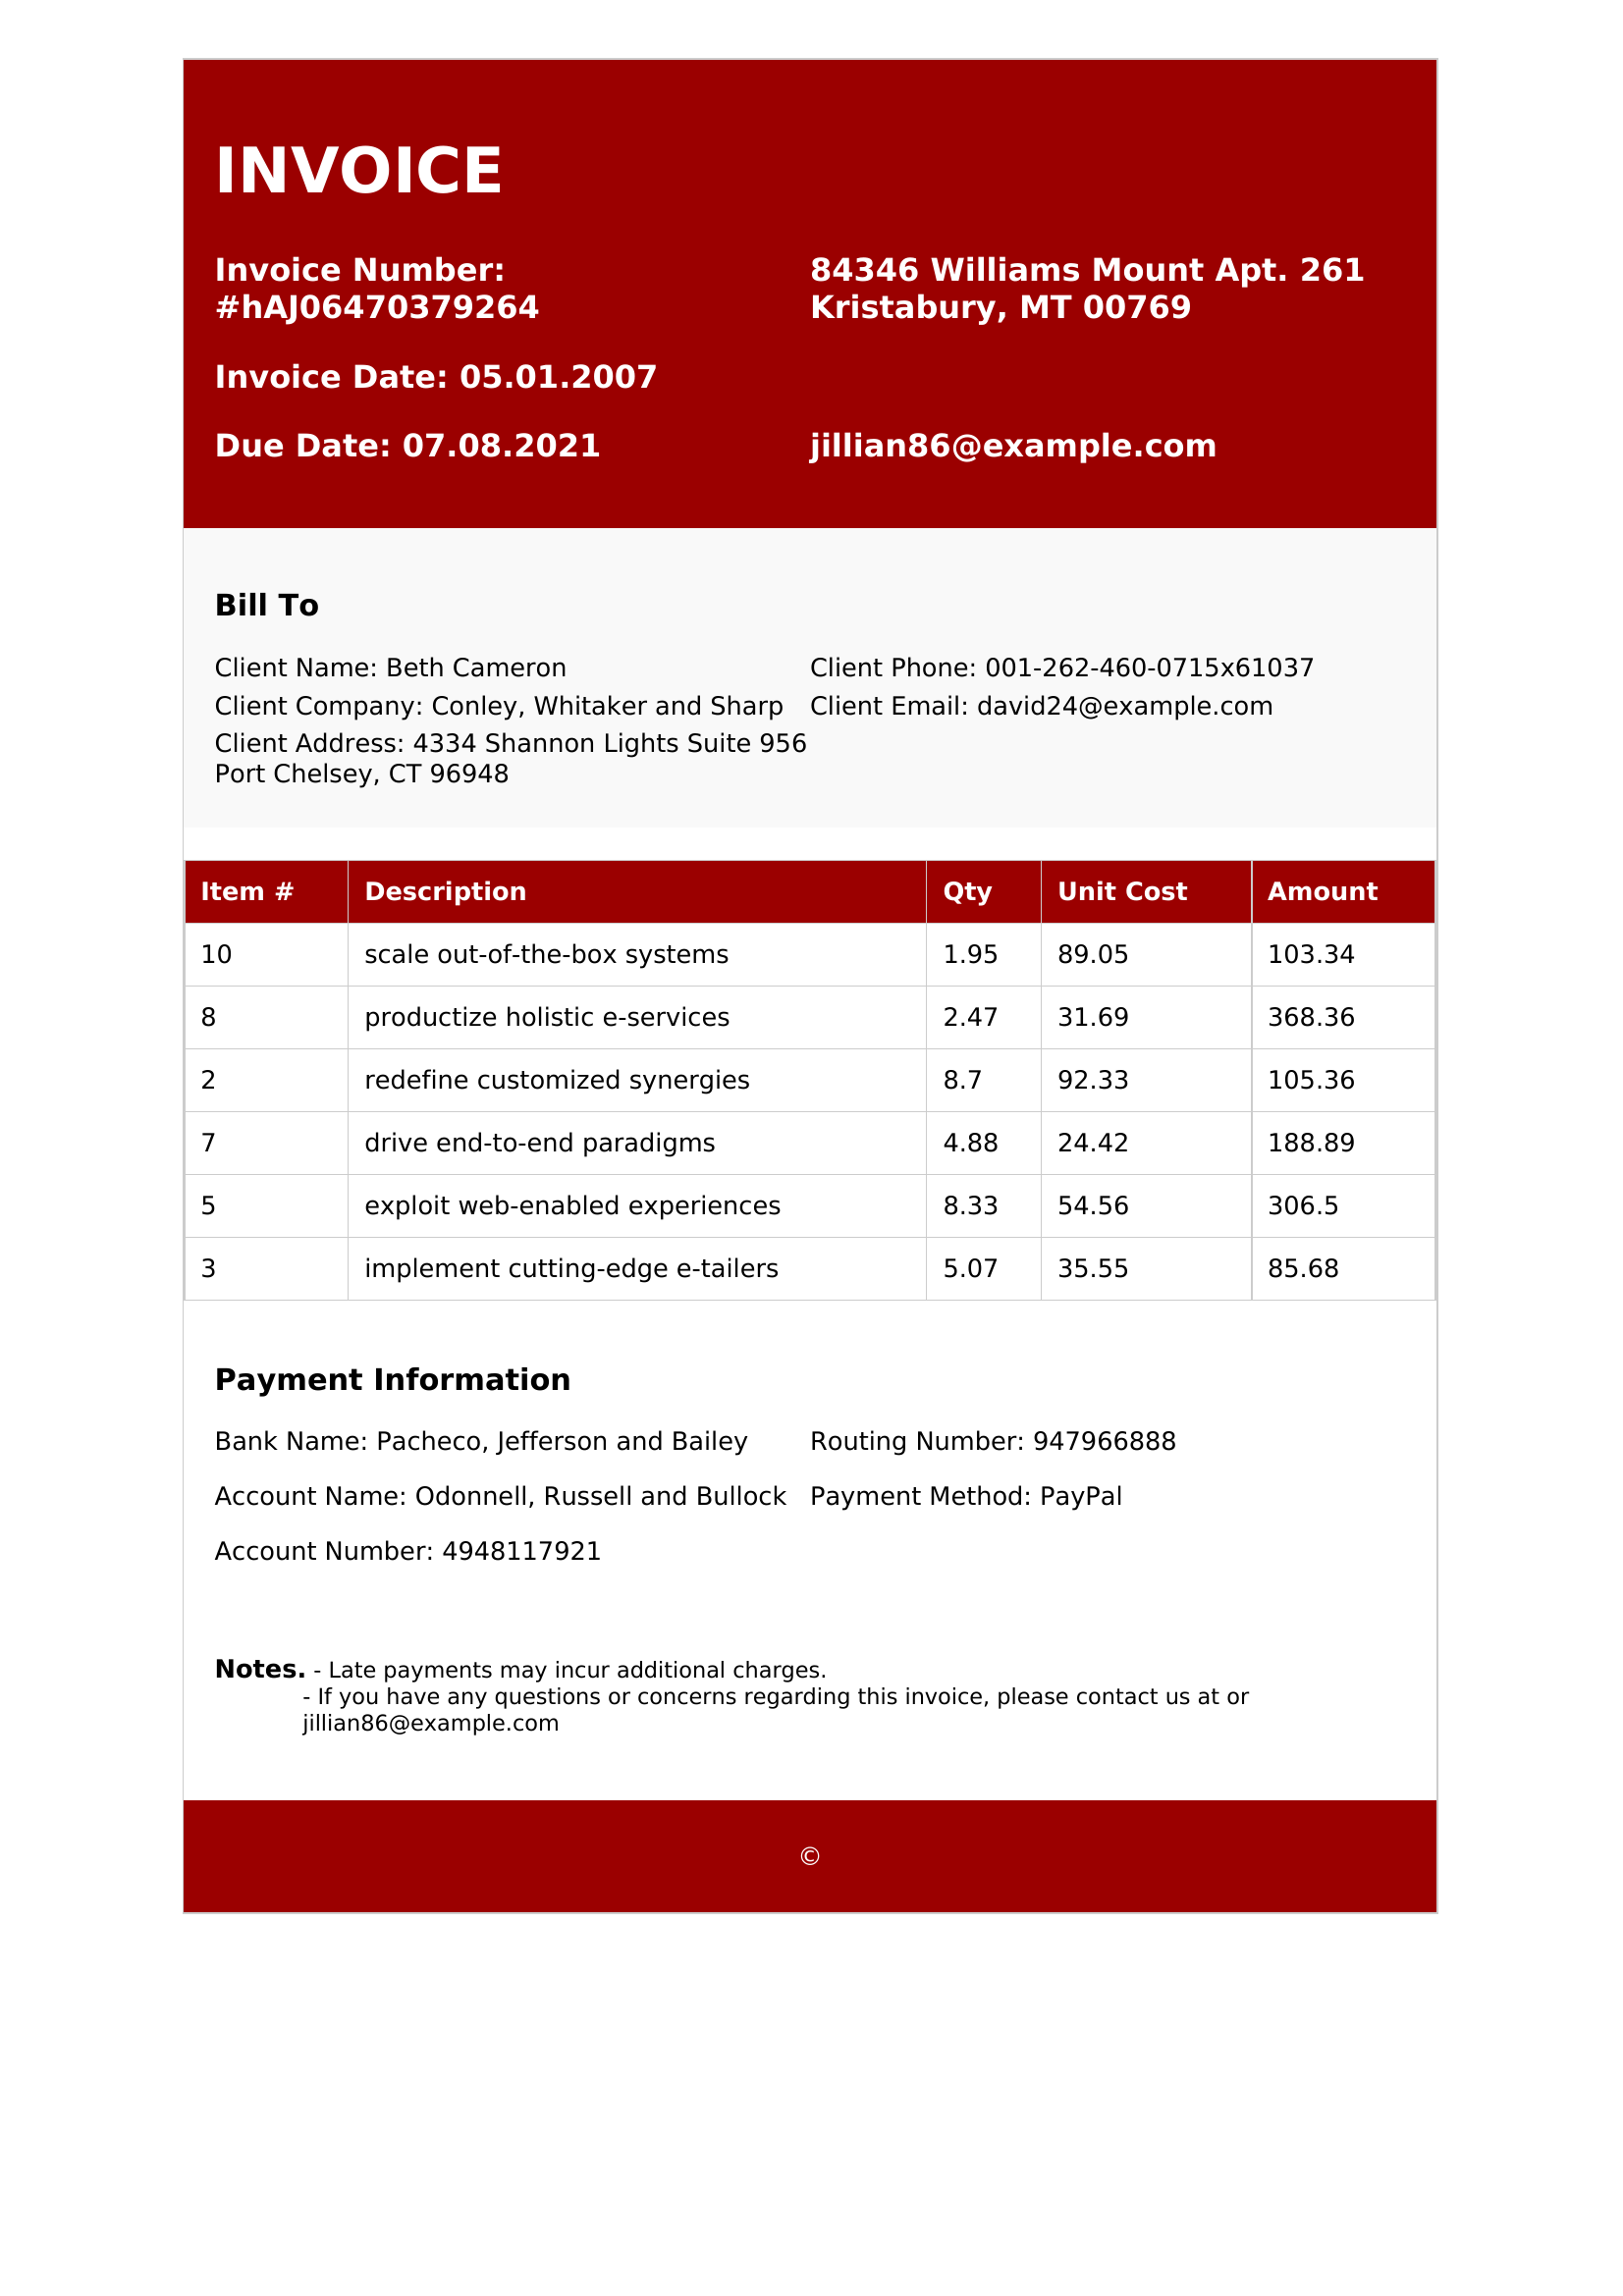 INVOICE
Invoice Number:
#hAJ06470379264
84346 Williams Mount Apt. 261
Kristabury, MT 00769
Invoice Date: 05.01.2007
Due Date: 07.08.2021
jillian86@example.com
Bill To
Client Name: Beth Cameron
Client Phone: 001-262-460-0715x61037
Client Company: Conley, Whitaker and Sharp
Client Email: david24@example.com
Client Address: 4334 Shannon Lights Suite 956
Port Chelsey, CT 96948
Item # Description Qty Unit Cost Amount
10 scale out-of-the-box systems 1.95 89.05 103.34
8 productize holistic e-services 2.47 31.69 368.36
2 redefine customized synergies 8.7 92.33 105.36
7 drive end-to-end paradigms 4.88 24.42 188.89
5 exploit web-enabled experiences 8.33 54.56 306.5
3 implement cutting-edge e-tailers 5.07 35.55 85.68
Payment Information
Bank Name: Pacheco, Jefferson and Bailey
Routing Number: 947966888
Account Name: Odonnell, Russell and Bullock
Payment Method: PayPal
Account Number: 4948117921
Notes. - Late payments may incur additional charges.
- If you have any questions or concerns regarding this invoice, please contact us at or
jillian86@example.com
©